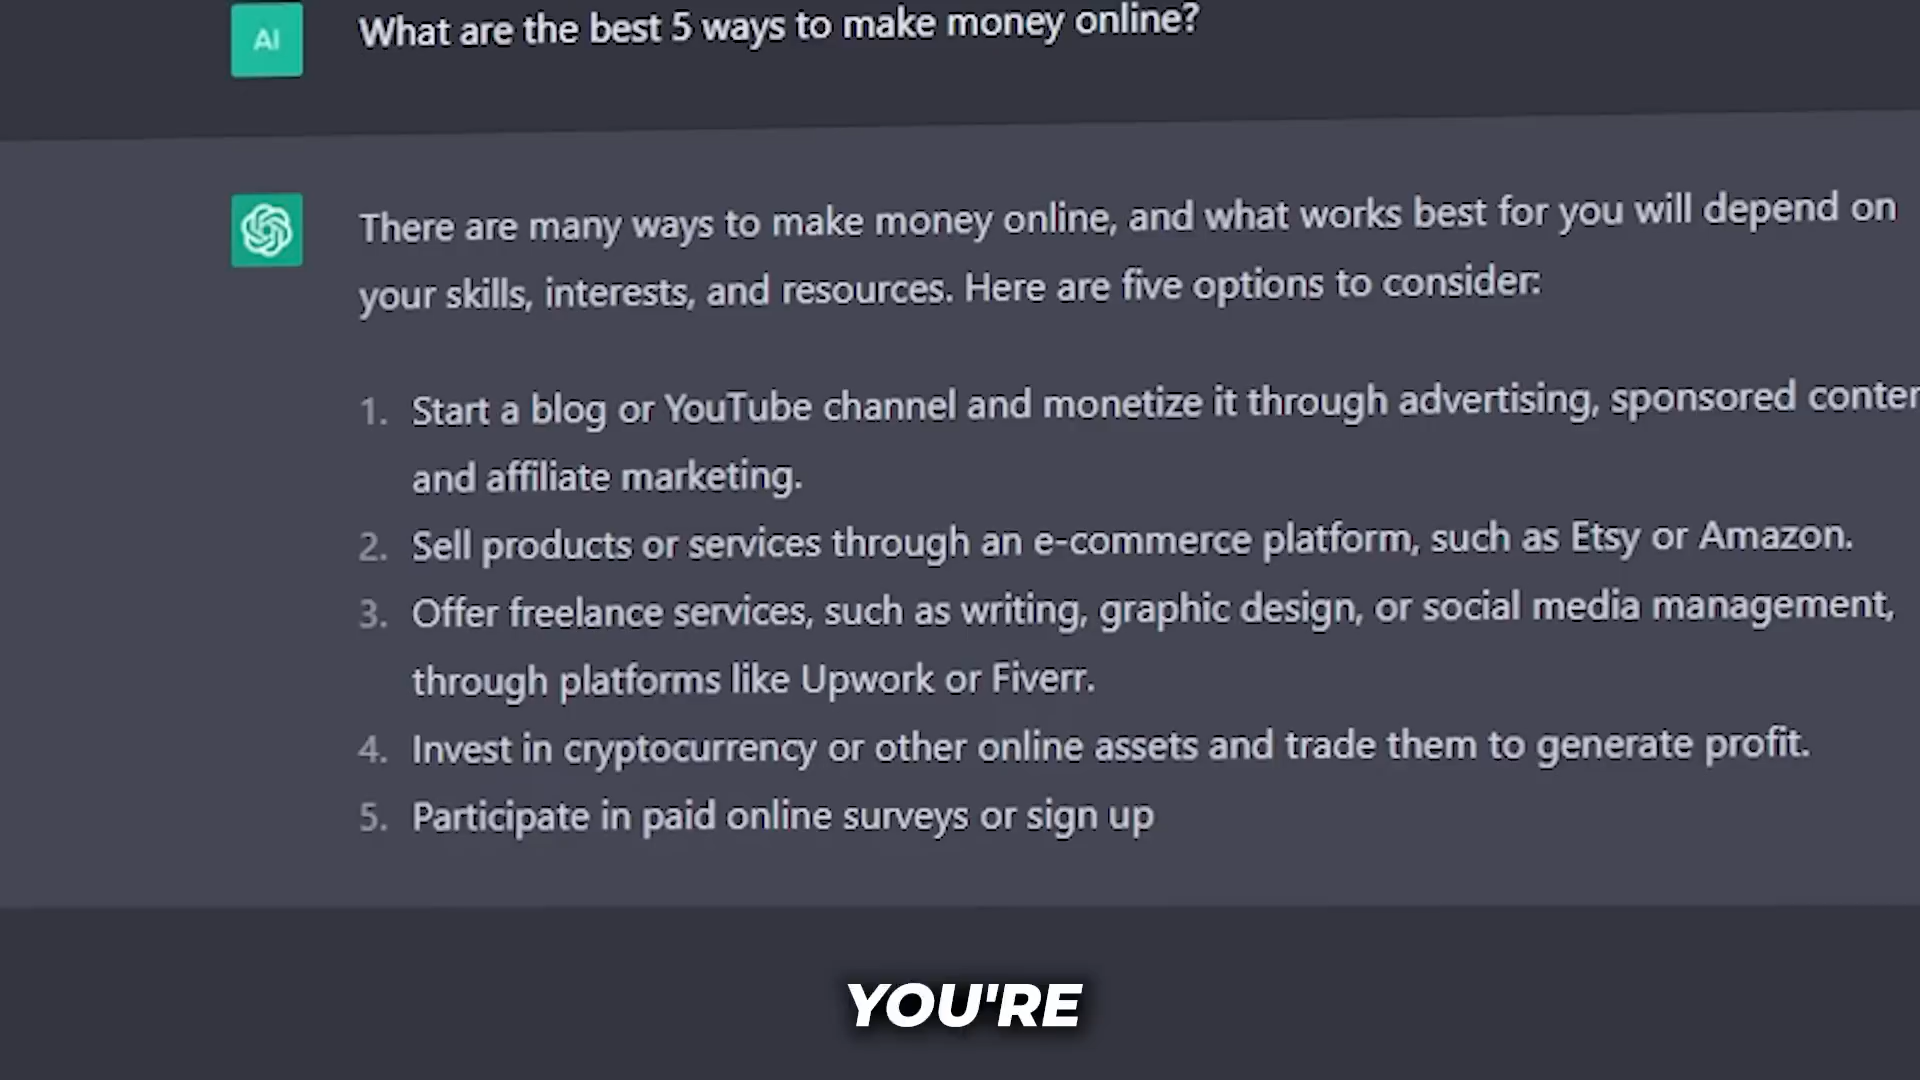 AI
What are the best 5 ways to make money online?
There are many ways to make money online, and what works best for you will depend on
your skills, interests, and resources. Here are five options to consider:
1. Start a blog or YouTube channel and monetize it through advertising, sponsored conten
and affiliate marketing.
2. Sell products or services through an e-commerce platform, such as Etsy or Amazon.
3. Offer freelance services, such as writing, graphic design, or social media management,
through platforms like Upwork or Fiverr.
4. Invest in cryptocurrency or other online assets and trade them to generate profit.
5. Participate in paid online surveys or sign up
YOU'RE